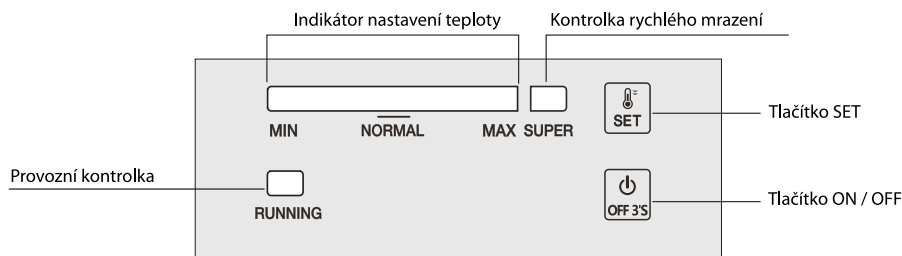 Indikátor nastavení teploty
Kontrolka rychlého mrazení
MIN
NORMAL
MAX
SUPER
SET
Tlačítko SET
Provozní kontrolka
RUNNING
OFF 3'S
Tlačítko ON / OFF